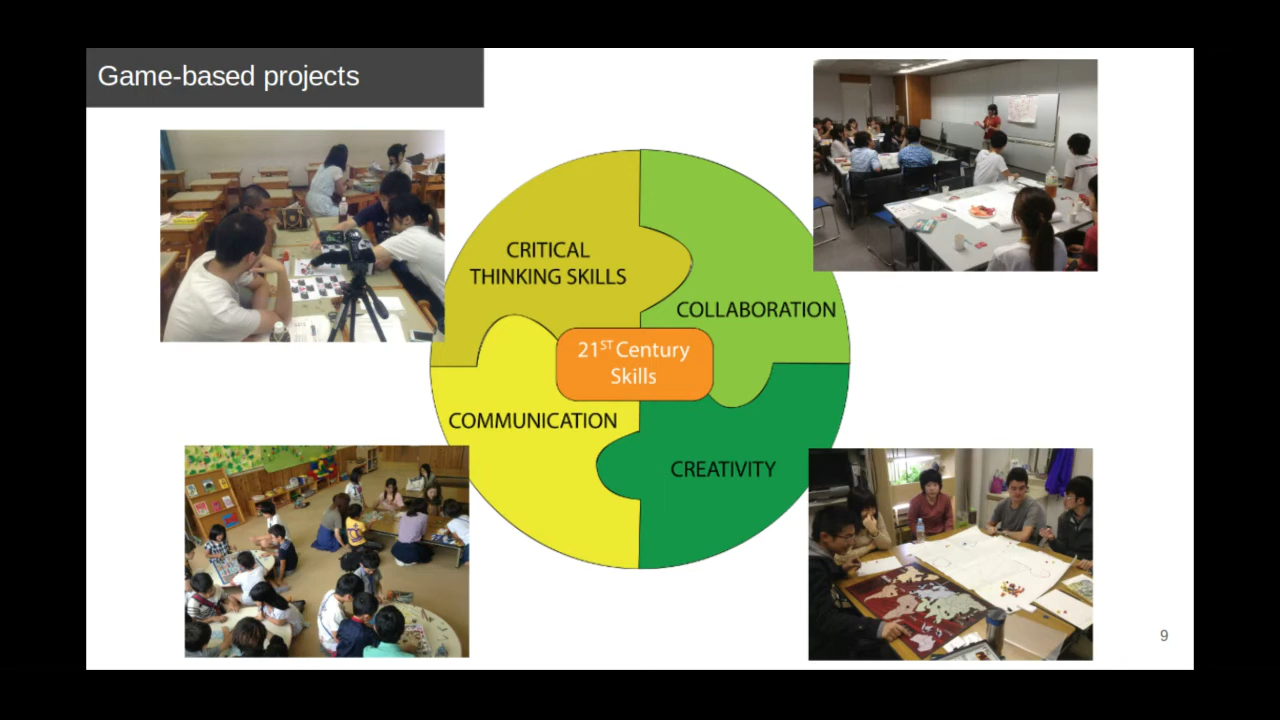 Game-based projects
CRITICAL
THINKING SKILLS
COLLABORATION
21ST Century
Skills
COMMUNICATION
CREATIVITY
9